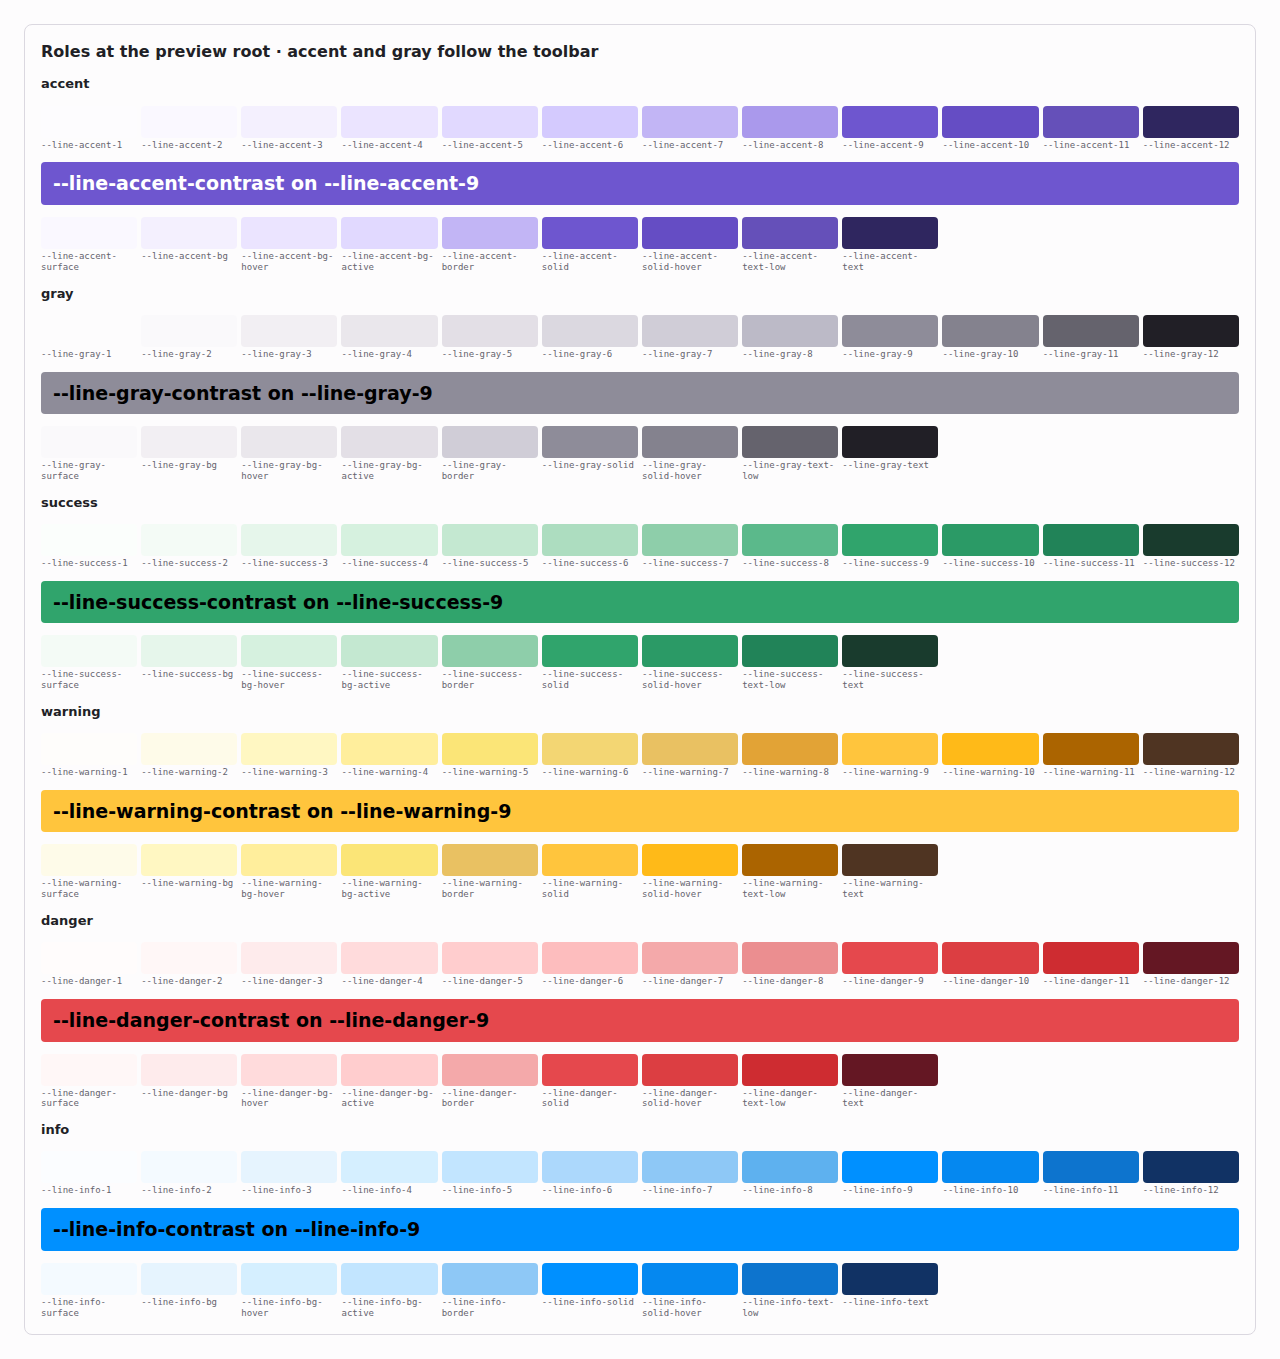 Roles at the preview root · accent and gray follow the toolbar
accent
--line-accent-1 --line-accent-2 --line-accent-3 --line-accent-4 --line-accent-5 --line-accent-6 --line-accent-7 --line-accent-8 --line-accent-9 --line-accent-10 --line-accent-11 --line-accent-12
--line-accent-contrast on --line-accent-9
--line-accent-surface --line-accent-bg --line-accent-bg-hover --line-accent-bg-active --line-accent-border --line-accent-solid --line-accent-solid-hover --line-accent-text-low --line-accent-text
gray
--line-gray-1 --line-gray-2 --line-gray-3 --line-gray-4 --line-gray-5 --line-gray-6 --line-gray-7 --line-gray-8 --line-gray-9 --line-gray-10 --line-gray-11 --line-gray-12
--line-gray-contrast on --line-gray-9
--line-gray-surface --line-gray-bg --line-gray-bg-hover --line-gray-bg-active --line-gray-border --line-gray-solid --line-gray-solid-hover --line-gray-text-low --line-gray-text
success
--line-success-1 --line-success-2 --line-success-3 --line-success-4 --line-success-5 --line-success-6 --line-success-7 --line-success-8 --line-success-9 --line-success-10 --line-success-11 --line-success-12
--line-success-contrast on --line-success-9
--line-success-surface --line-success-bg --line-success-bg-hover --line-success-bg-active --line-success-border --line-success-solid --line-success-solid-hover --line-success-text-low --line-success-text
warning
--line-warning-1 --line-warning-2 --line-warning-3 --line-warning-4 --line-warning-5 --line-warning-6 --line-warning-7 --line-warning-8 --line-warning-9 --line-warning-10 --line-warning-11 --line-warning-12
--line-warning-contrast on --line-warning-9
--line-warning-surface --line-warning-bg --line-warning-bg-hover --line-warning-bg-active --line-warning-border --line-warning-solid --line-warning-solid-hover --line-warning-text-low --line-warning-text
danger
--line-danger-1 --line-danger-2 --line-danger-3 --line-danger-4 --line-danger-5 --line-danger-6 --line-danger-7 --line-danger-8 --line-danger-9 --line-danger-10 --line-danger-11 --line-danger-12
--line-danger-contrast on --line-danger-9
--line-danger-surface --line-danger-bg --line-danger-bg-hover --line-danger-bg-active --line-danger-border --line-danger-solid --line-danger-solid-hover --line-danger-text-low --line-danger-text
info
--line-info-1 --line-info-2 --line-info-3 --line-info-4 --line-info-5 --line-info-6 --line-info-7 --line-info-8 --line-info-9 --line-info-10 --line-info-11 --line-info-12
--line-info-contrast on --line-info-9
--line-info-surface --line-info-bg --line-info-bg-hover --line-info-bg-active --line-info-border --line-info-solid --line-info-solid-hover --line-info-text-low --line-info-text